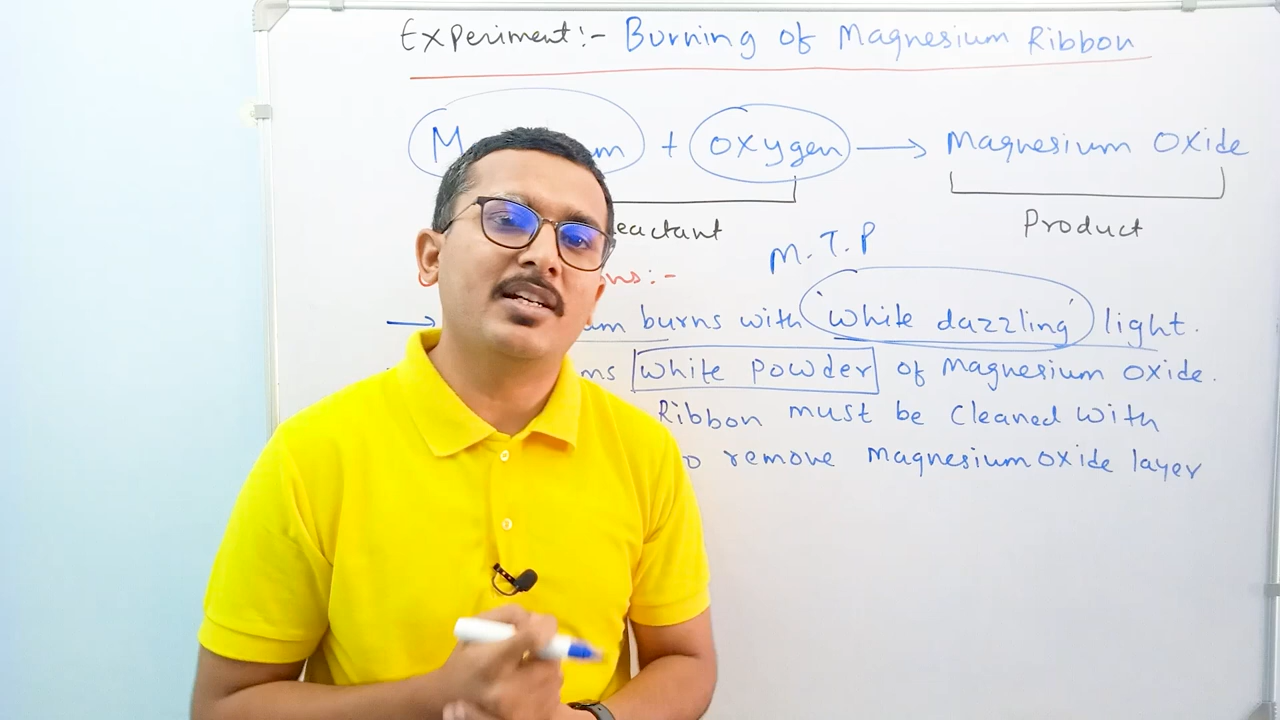 Experiment:- Burning of Magnesium Ribbon
+ Oxygen → Magnesium Oxide
Product
M.T.P
→ burns with 'white dazzling' light.
white powder of Magnesium Oxide.
Ribbon must be Cleaned with
remove Magnesium Oxide layer